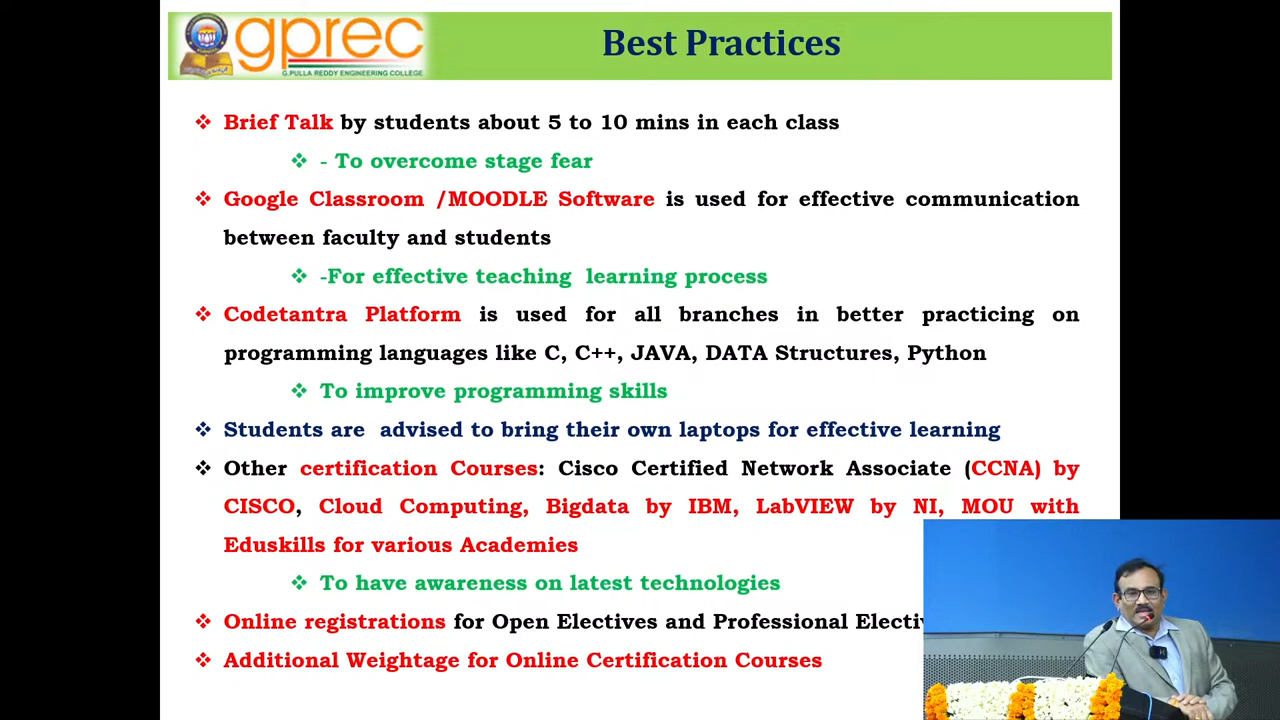 gprec
G.PULLA REDDY ENGINEERING COLLEGE
Best Practices
Brief Talk by students about 5 to 10 mins in each class
- To overcome stage fear
Google Classroom /MOODLE Software is used for effective communication
between faculty and students
-For effective teaching learning process
Codetantra Platform is used for all branches in better practicing on
programming languages like C, C++, JAVA, DATA Structures, Python
To improve programming skills
Students are advised to bring their own laptops for effective learning
Other certification Courses: Cisco Certified Network Associate (CCNA) by
CISCO, Cloud Computing, Bigdata by IBM, LabVIEW by NI, MOU with
Eduskills for various Academies
To have awareness on latest technologies
Online registrations for Open Electives and Professional
Additional Weightage for Online Certification Courses